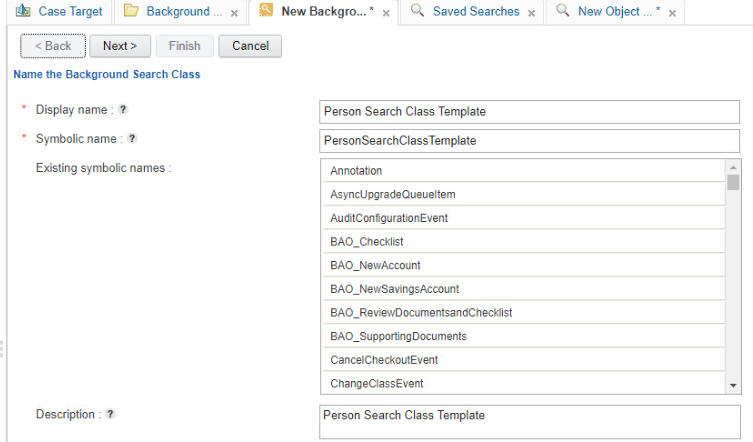 Case Target Background ... x New Backgro... * x Saved Searches x New Object ... * x
< Back Next > Finish Cancel
Name the Background Search Class
* Display name : ? Person Search Class Template
* Symbolic name : ? PersonSearchClassTemplate
Existing symbolic names :
Annotation
AsyncUpgradeQueueItem
AuditConfigurationEvent
BAO_Checklist
BAO_NewAccount
BAO_NewSavingsAccount
BAO_ReviewDocumentsandChecklist
BAO_SupportingDocuments
CancelCheckoutEvent
ChangeClassEvent
Description : ? Person Search Class Template